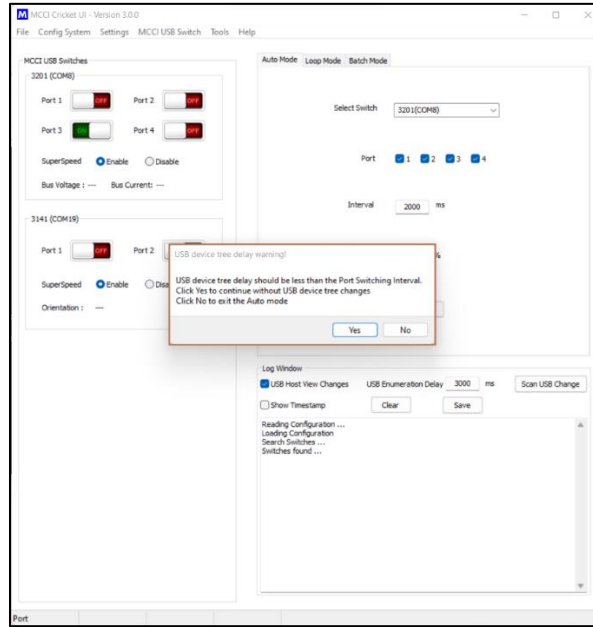 M MCCI Cricket UI - Version 3.0.0
File Config System Settings MCCI USB Switch Tools Help
MCCI USB Switches
3201 (COM8)
Port 1 OFF Port 2 OFF
Port 3 ON Port 4 OFF
SuperSpeed Enable Disable
Bus Voltage : --- Bus Current: ---
3141 (COM19)
Port 1 OFF Port 2
SuperSpeed Enable
Orientation : ---
Auto Mode Loop Mode Batch Mode
Select Switch 3201(COM8)
Port 1 2 3 4
Interval 2000 ms
%
USB device tree delay warning!
USB device tree delay should be less than the Port Switching Interval.
Click Yes to continue without USB device tree changes
Click No to exit the Auto mode
Yes No
Log Window
USB Host View Changes USB Enumeration Delay 3000 ms Scan USB Change
Show Timestamp Clear Save
Reading Configuration ...
Loading Configuration
Search Switches ...
Switches found ...
Port